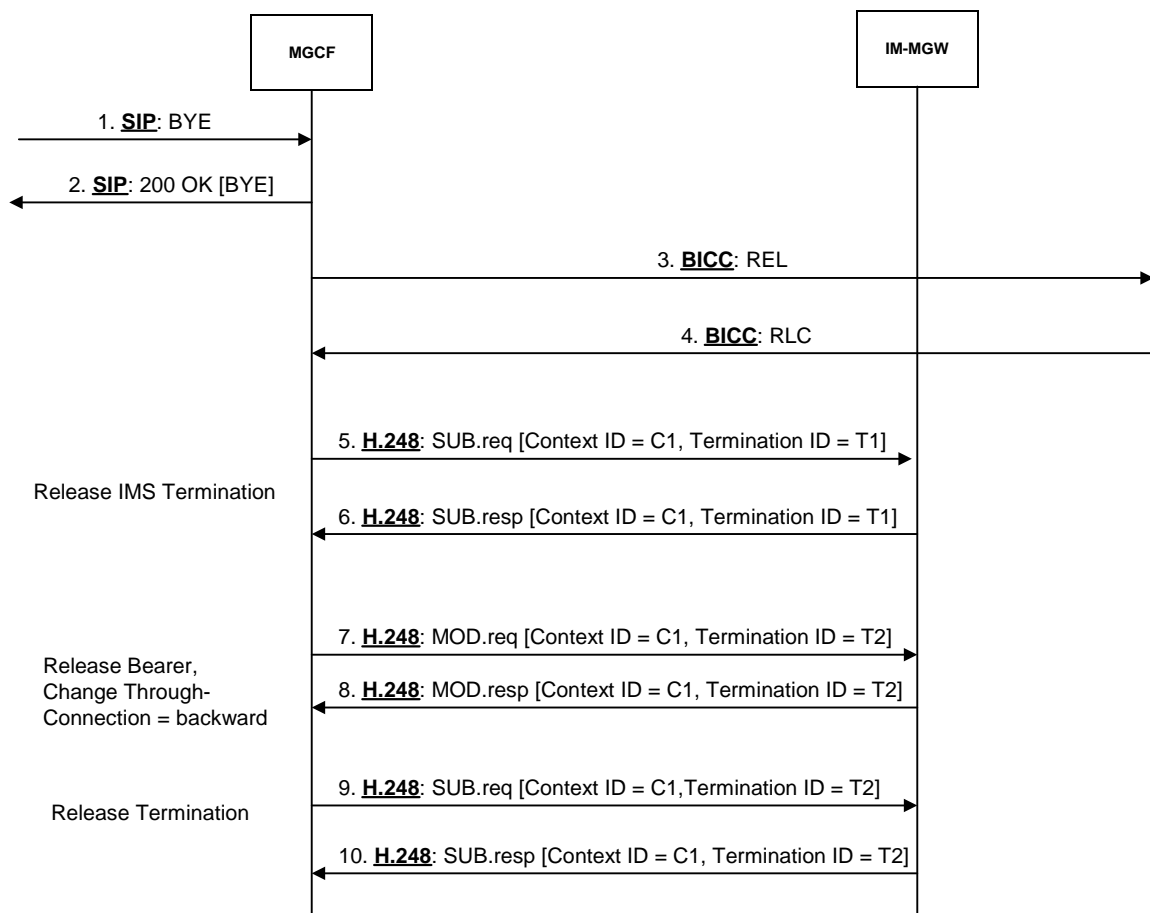 MGCF
IM-MGW
1. SIP: BYE
2. SIP: 200 OK [BYE]
3. BICC: REL
4. BICC: RLC
5. H.248: SUB.req [Context ID = C1, Termination ID = T1]
Release IMS Termination
6. H.248: SUB.resp [Context ID = C1, Termination ID = T1]
7. H.248: MOD.req [Context ID = C1, Termination ID = T2]
Release Bearer,
Change Through-
Connection = backward
8. H.248: MOD.resp [Context ID = C1, Termination ID = T2]
9. H.248: SUB.req [Context ID = C1,Termination ID = T2]
Release Termination
10. H.248: SUB.resp [Context ID = C1, Termination ID = T2]